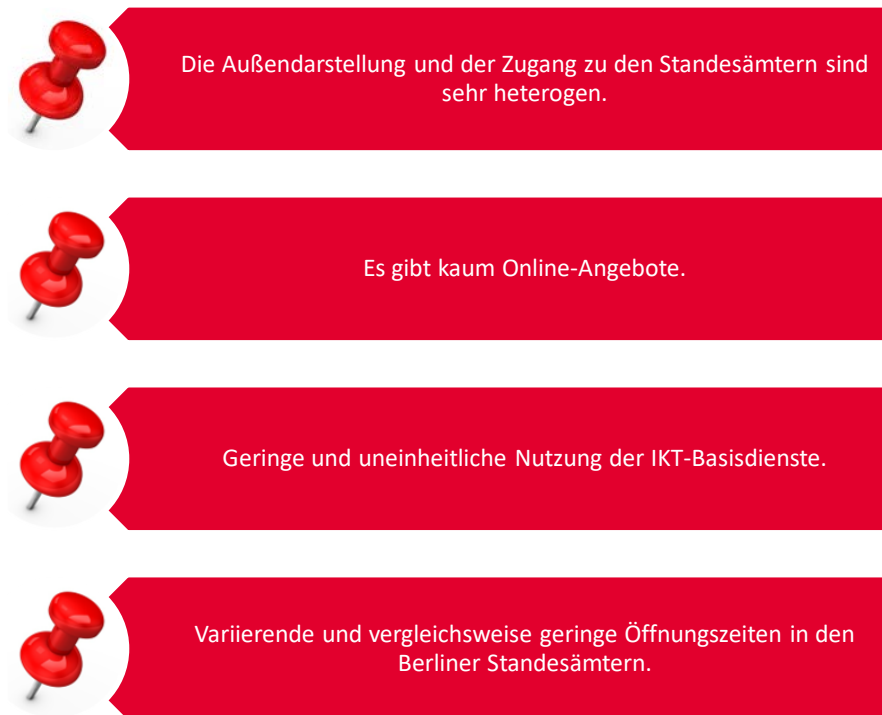 Die Außendarstellung und der Zugang zu den Standesämtern sind
sehr heterogen.
Es gibt kaum Online-Angebote.
Geringe und uneinheitliche Nutzung der IKT-Basisdienste.
Variierende und vergleichsweise geringe Öffnungszeiten in den
Berliner Standesämtern.